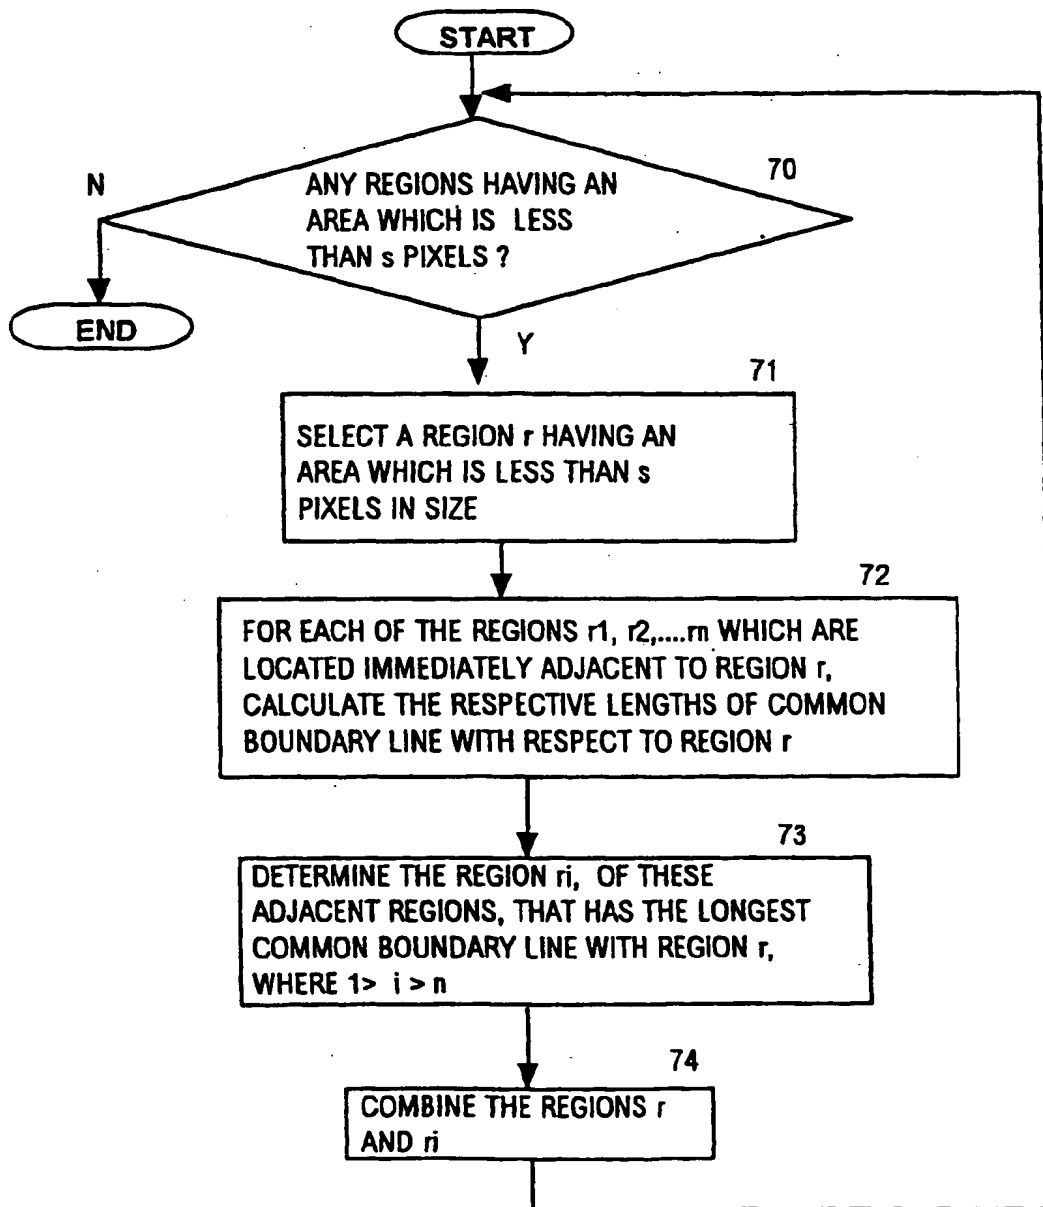 START
70
N
ANY REGIONS HAVING AN
AREA WHICH IS LESS
THAN s PIXELS ?
END
Y
71
SELECT A REGION r HAVING AN
AREA WHICH IS LESS THAN s
PIXELS IN SIZE
72
FOR EACH OF THE REGIONS r1, r2,....rn WHICH ARE
LOCATED IMMEDIATELY ADJACENT TO REGION r,
CALCULATE THE RESPECTIVE LENGTHS OF COMMON
BOUNDARY LINE WITH RESPECT TO REGION r
73
DETERMINE THE REGION ri, OF THESE
ADJACENT REGIONS, THAT HAS THE LONGEST
COMMON BOUNDARY LINE WITH REGION r,
WHERE 1> i > n
74
COMBINE THE REGIONS r
AND ri